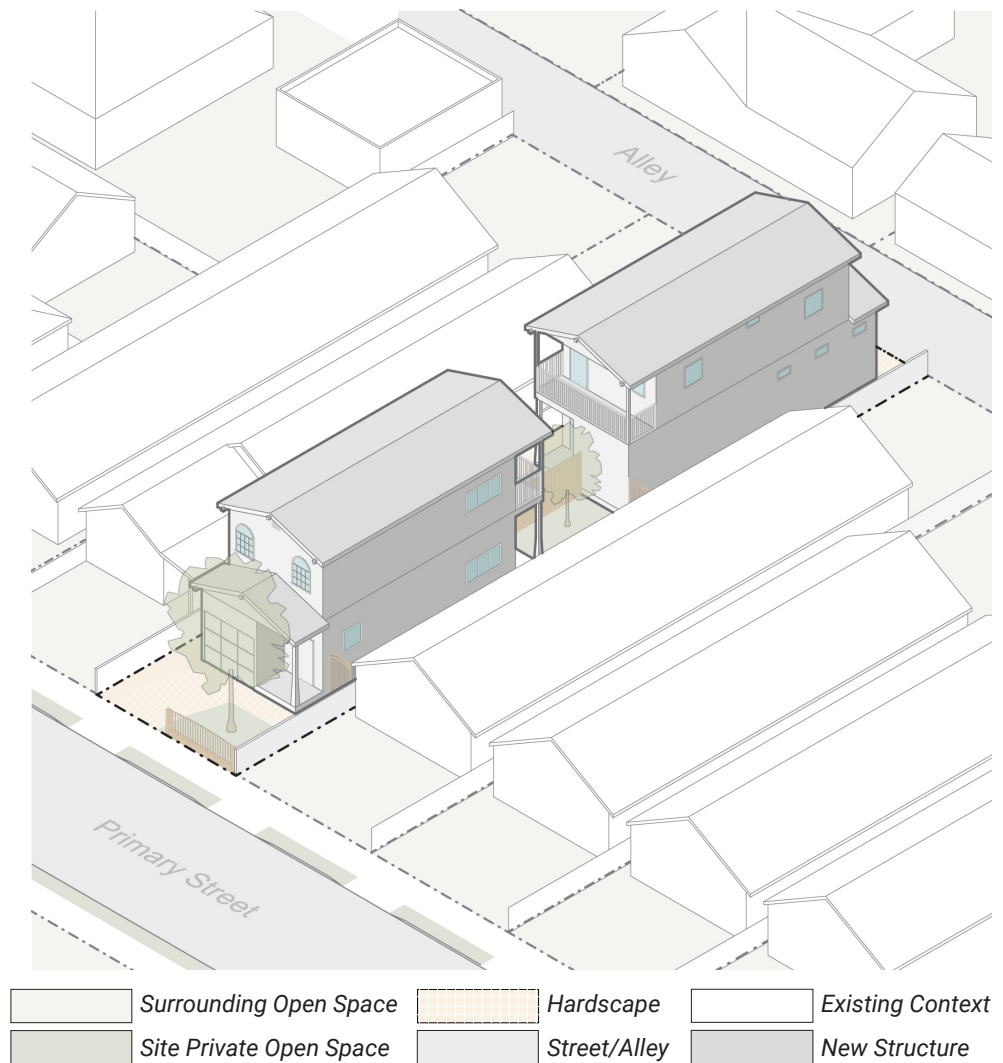 Alley
Primary Street
Surrounding Open Space
Hardscape
Existing Context
Site Private Open Space
Street/Alley
New Structure